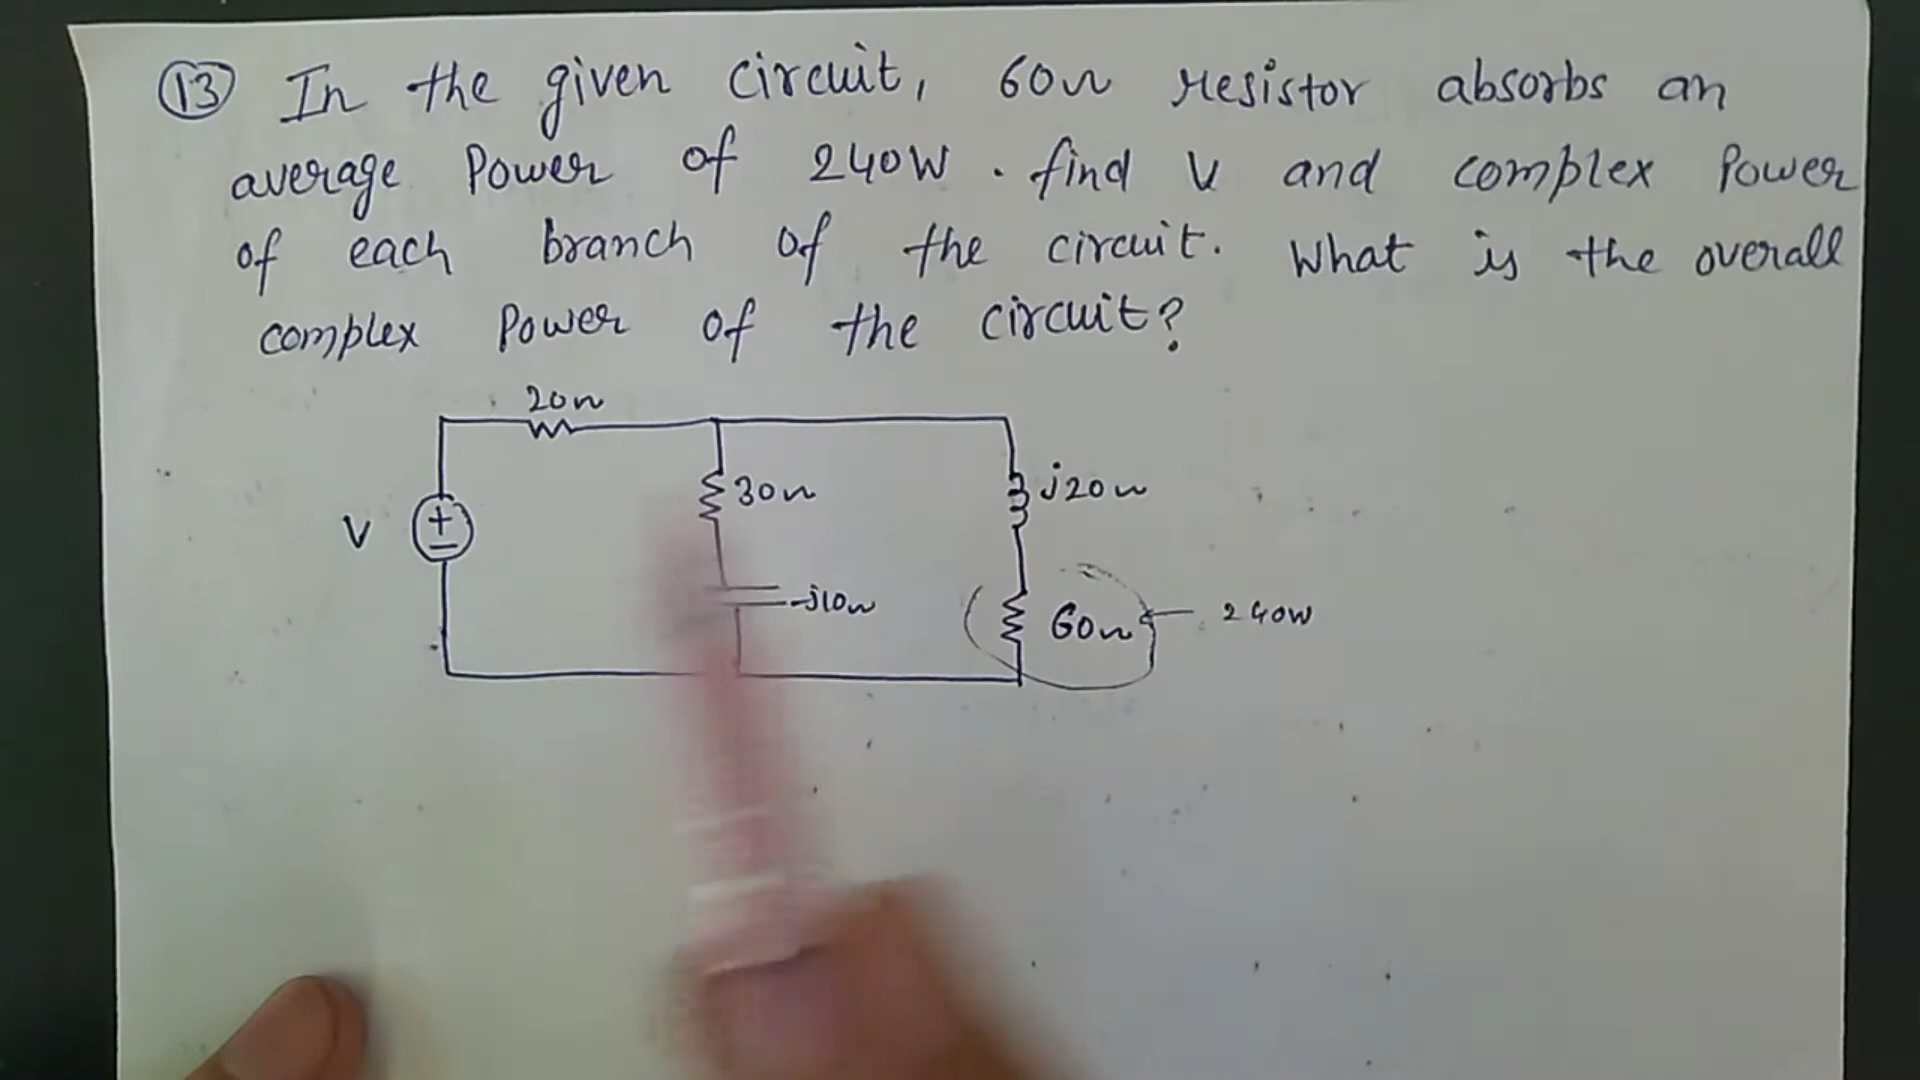 13 In the given circuit, 60Ω resistor absorbs an
average Power of 240W. find V and complex Power
of each branch of the circuit. What is the overall
complex Power of the circuit?
20Ω
30Ω
j20Ω
V
+
-
-j10Ω
60Ω
240W